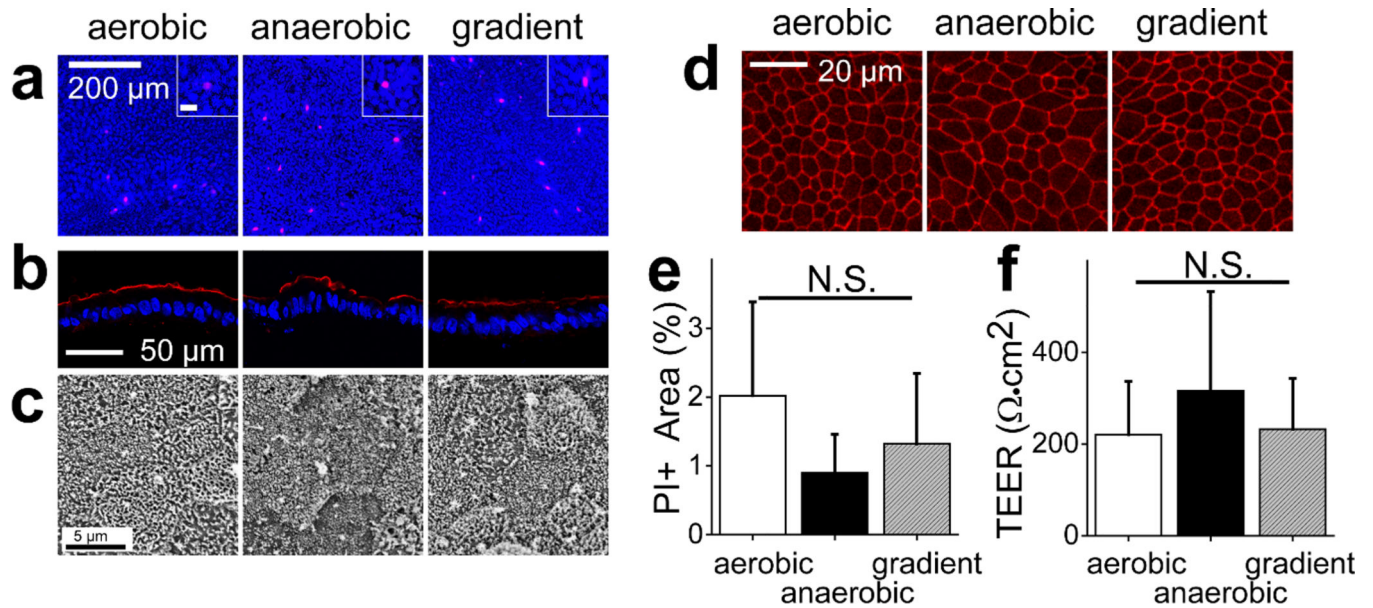 aerobic anaerobic gradient
a
200 µm
b
50 µm
c
5 µm
aerobic anaerobic gradient
d
20 µm
e
N.S.
PI+ Area (%)
3
2
1
0
aerobic
anaerobic
gradient
f
N.S.
TEER (Ω•cm²)
400
200
0
aerobic
anaerobic
gradient